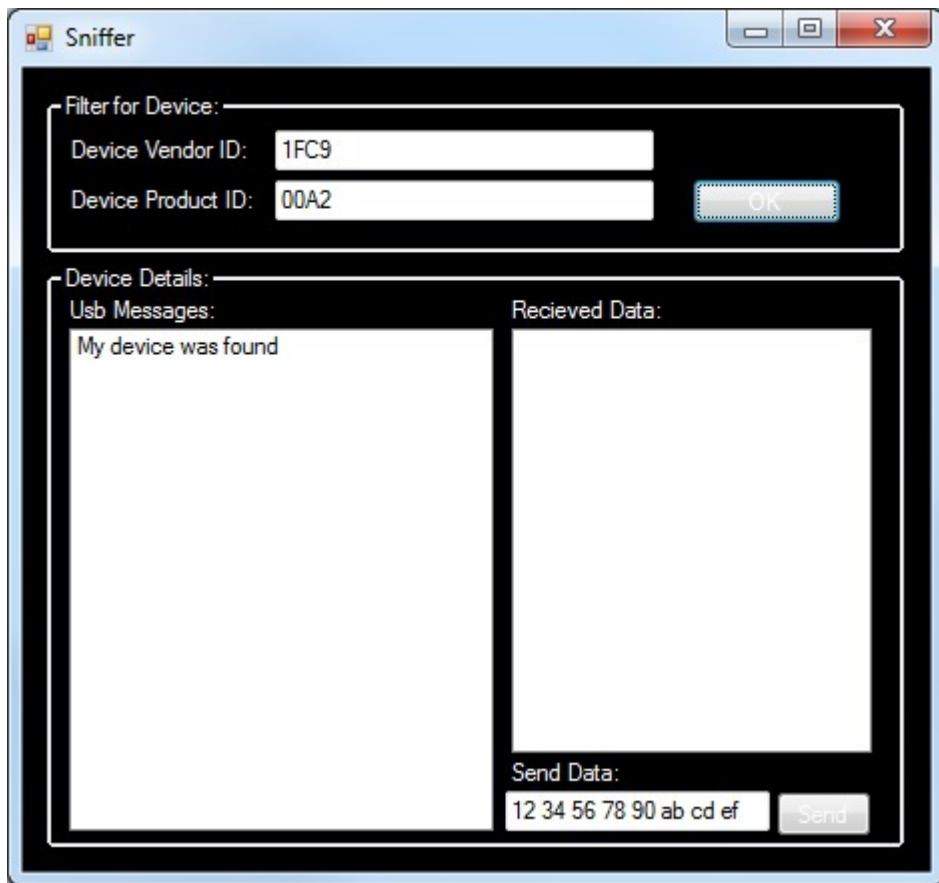 Sniffer
Filter for Device:
Device Vendor ID: 1FC9
Device Product ID: 00A2 OK
Device Details:
Usb Messages: Recieved Data:
My device was found
Send Data:
12 34 56 78 90 ab cd ef Send